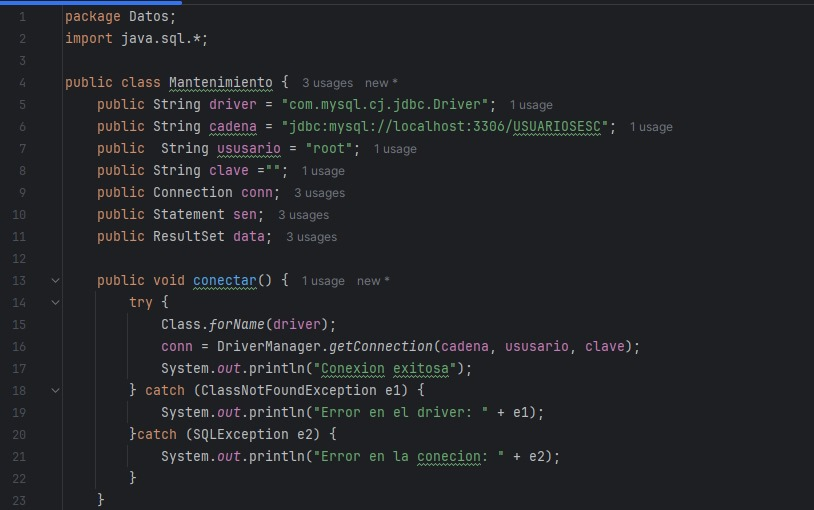 1 package Datos;
2 import java.sql.*;
3
4 public class Mantenimiento { 3 usages new *
5 public String driver = "com.mysql.cj.jdbc.Driver"; 1 usage
6 public String cadena = "jdbc:mysql://localhost:3306/USUARIOSESC"; 1 usage
7 public  String ususario = "root"; 1 usage
8 public String clave =""; 1 usage
9 public Connection conn; 3 usages
10 public Statement sen; 3 usages
11 public ResultSet data; 3 usages
12
13 public void conectar() { 1 usage new *
14 try {
15 Class.forName(driver);
16 conn = DriverManager.getConnection(cadena, ususario, clave);
17 System.out.println("Conexion exitosa");
18 } catch (ClassNotFoundException e1) {
19 System.out.println("Error en el driver: " + e1);
20 }catch (SQLException e2) {
21 System.out.println("Error en la conecion: " + e2);
22 }
23 }